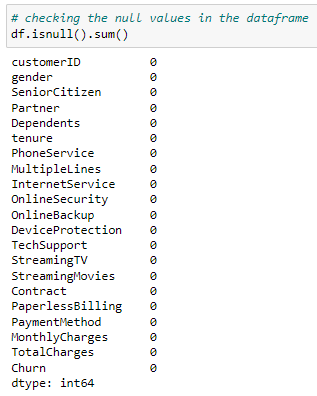 # checking the null values in the dataframe
df.isnull().sum()
customerID 0
gender 0
SeniorCitizen 0
Partner 0
Dependents 0
tenure 0
PhoneService 0
MultipleLines 0
InternetService 0
OnlineSecurity 0
OnlineBackup 0
DeviceProtection 0
TechSupport 0
StreamingTV 0
StreamingMovies 0
Contract 0
PaperlessBilling 0
PaymentMethod 0
MonthlyCharges 0
TotalCharges 0
Churn 0
dtype: int64